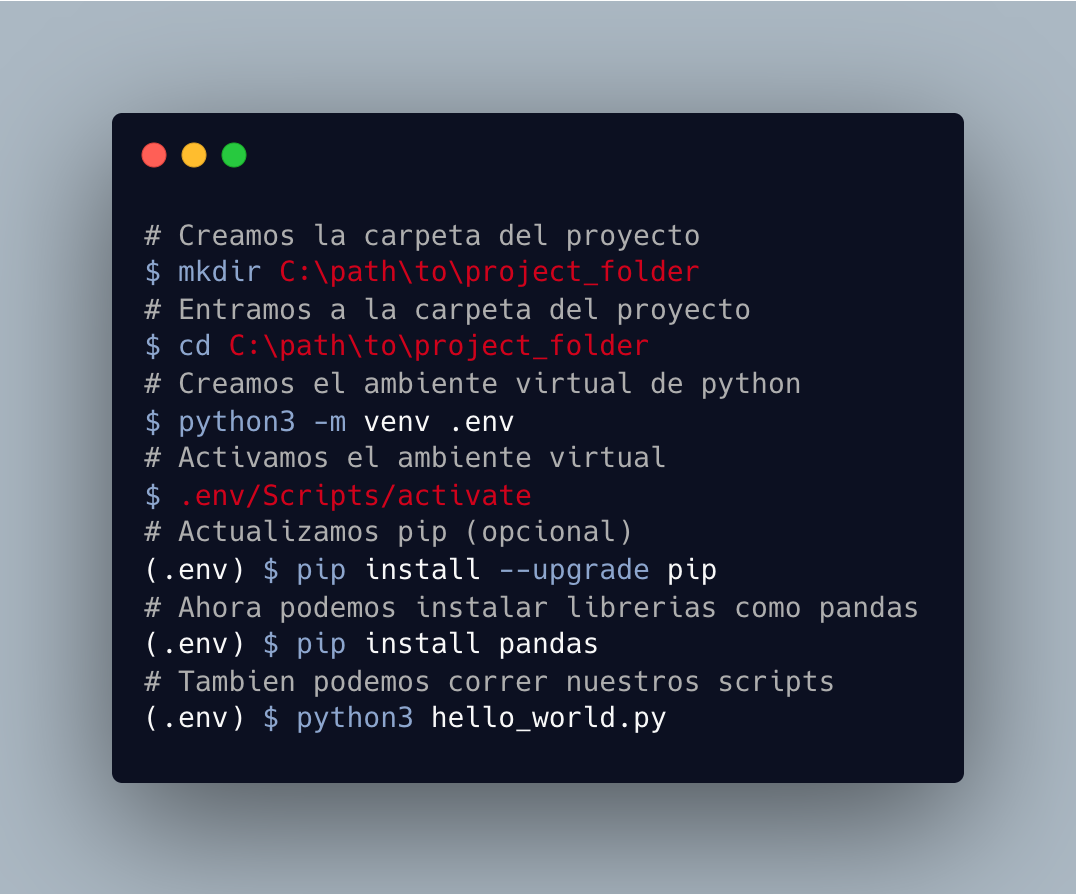 # Creamos la carpeta del proyecto
$ mkdir C:\path\to\project_folder
# Entramos a la carpeta del proyecto
$ cd C:\path\to\project_folder
# Creamos el ambiente virtual de python
$ python3 -m venv .env
# Activamos el ambiente virtual
$ .env/Scripts/activate
# Actualizamos pip (opcional)
(.env) $ pip install --upgrade pip
# Ahora podemos instalar librerias como pandas
(.env) $ pip install pandas
# Tambien podemos correr nuestros scripts
(.env) $ python3 hello_world.py